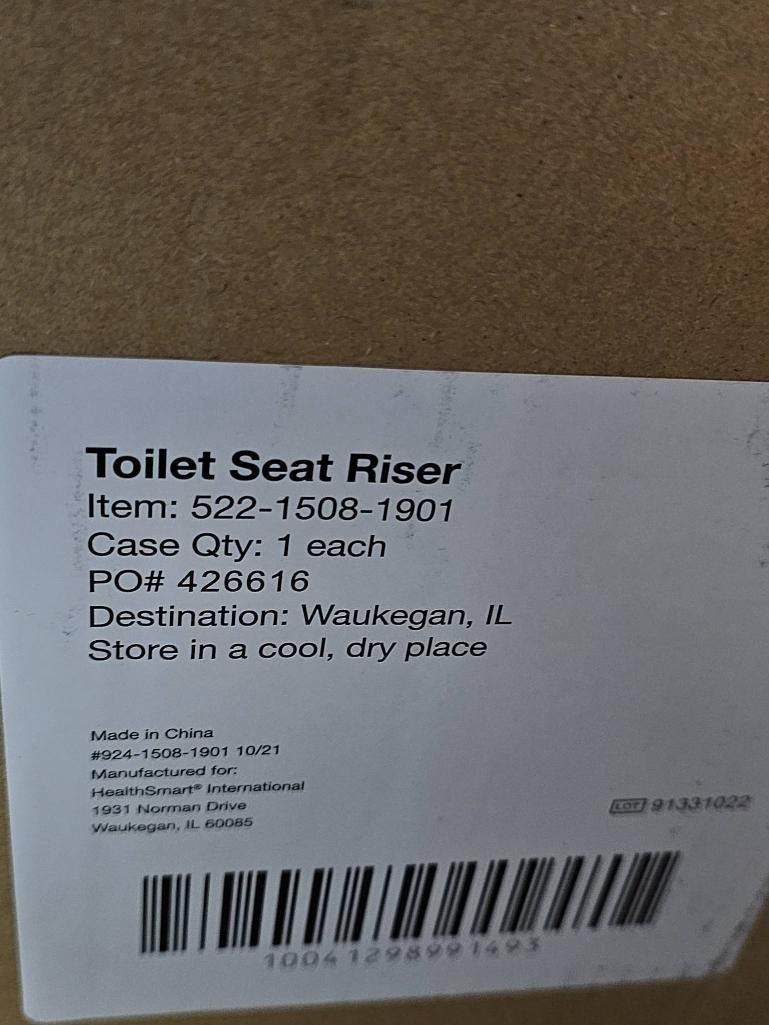 Toilet Seat Riser
Item: 522-1508-1901
Case Qty: 1 each
PO# 426616
Destination: Waukegan, IL
Store in a cool, dry place
Made in China
#924-1508-1901 10/21
Manufactured for:
HealthSmart® International
1931 Norman Drive
Waukegan, IL 60085
LOT 91331022
10041298991493